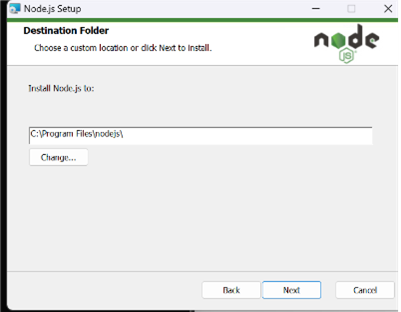 Node.js Setup
Destination Folder
Choose a custom location or click Next to install.
node
JS
Install Node.js to:
C:\Program Files\nodejs\
Change...
Back
Next
Cancel